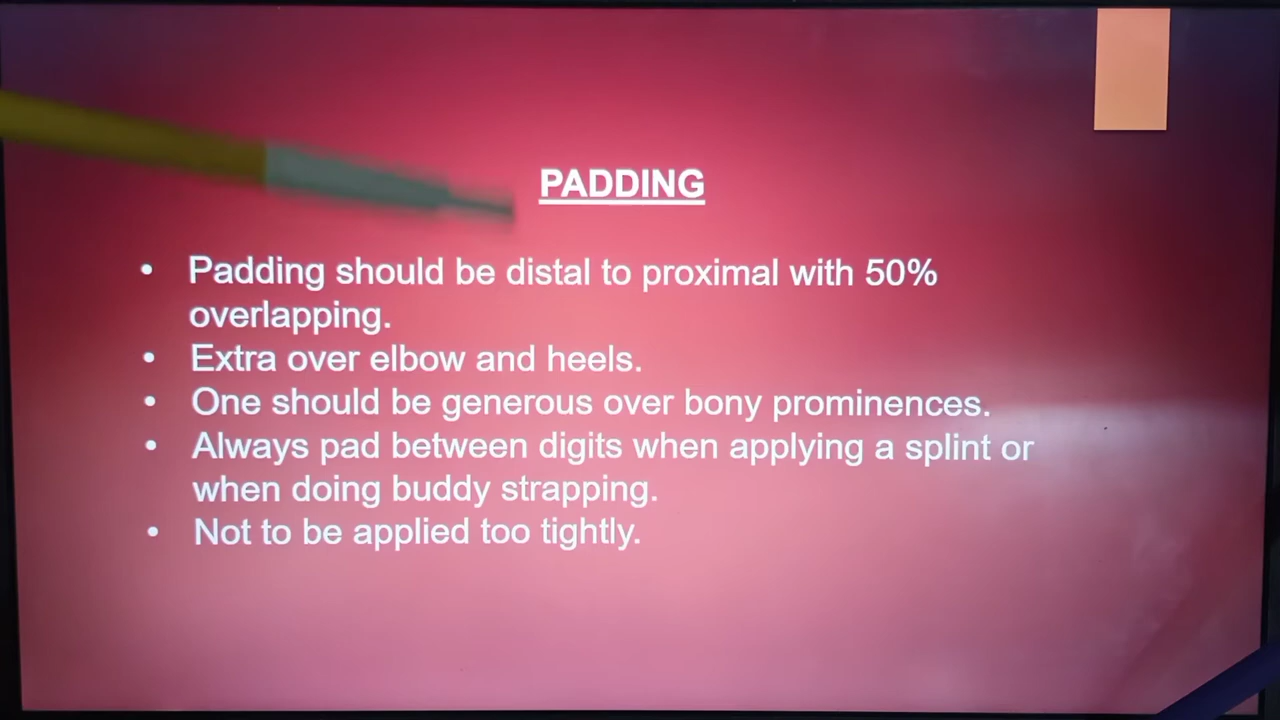 PADDING
• Padding should be distal to proximal with 50%
overlapping.
• Extra over elbow and heels.
• One should be generous over bony prominences.
• Always pad between digits when applying a splint or
when doing buddy strapping.
• Not to be applied too tightly.